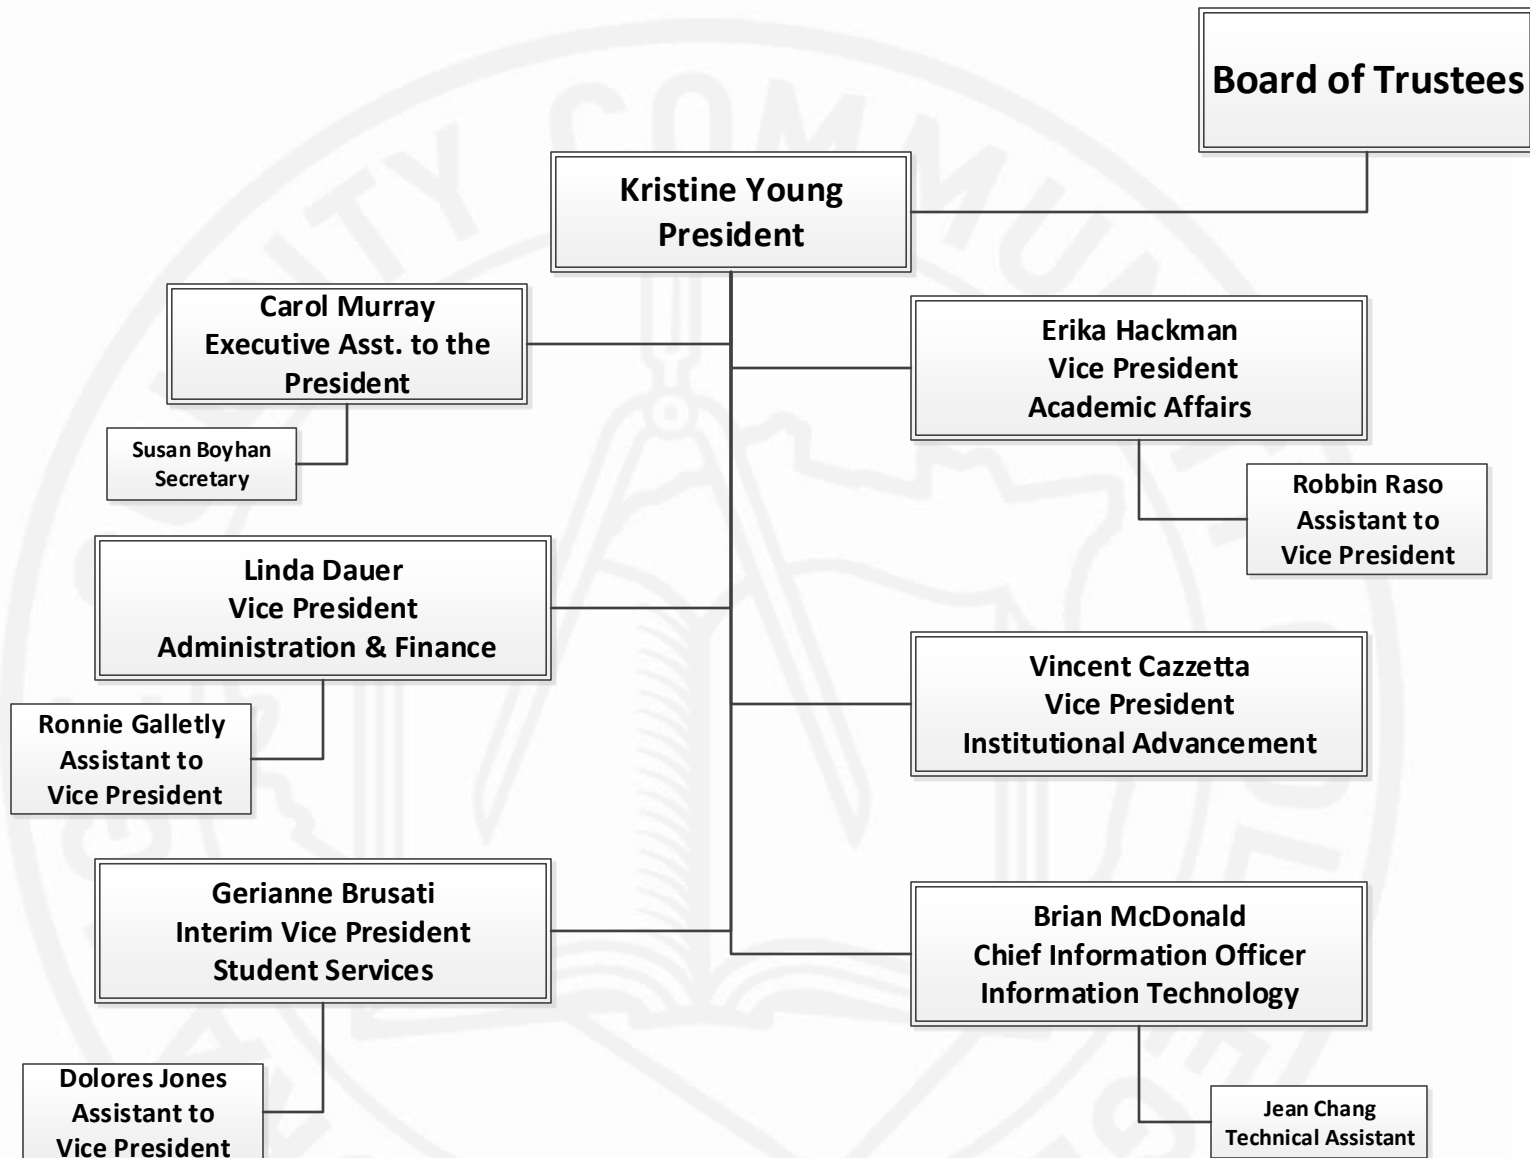 Board of Trustees
Kristine Young
President
Carol Murray
Executive Asst. to the
President
Erika Hackman
Vice President
Academic Affairs
Susan Boyhan
Secretary
Robbin Raso
Assistant to
Vice President
Linda Dauer
Vice President
Administration & Finance
Vincent Cazzetta
Vice President
Institutional Advancement
Ronnie Galletly
Assistant to
Vice President
Gerianne Brusati
Interim Vice President
Student Services
Brian McDonald
Chief Information Officer
Information Technology
Dolores Jones
Assistant to
Vice President
Jean Chang
Technical Assistant